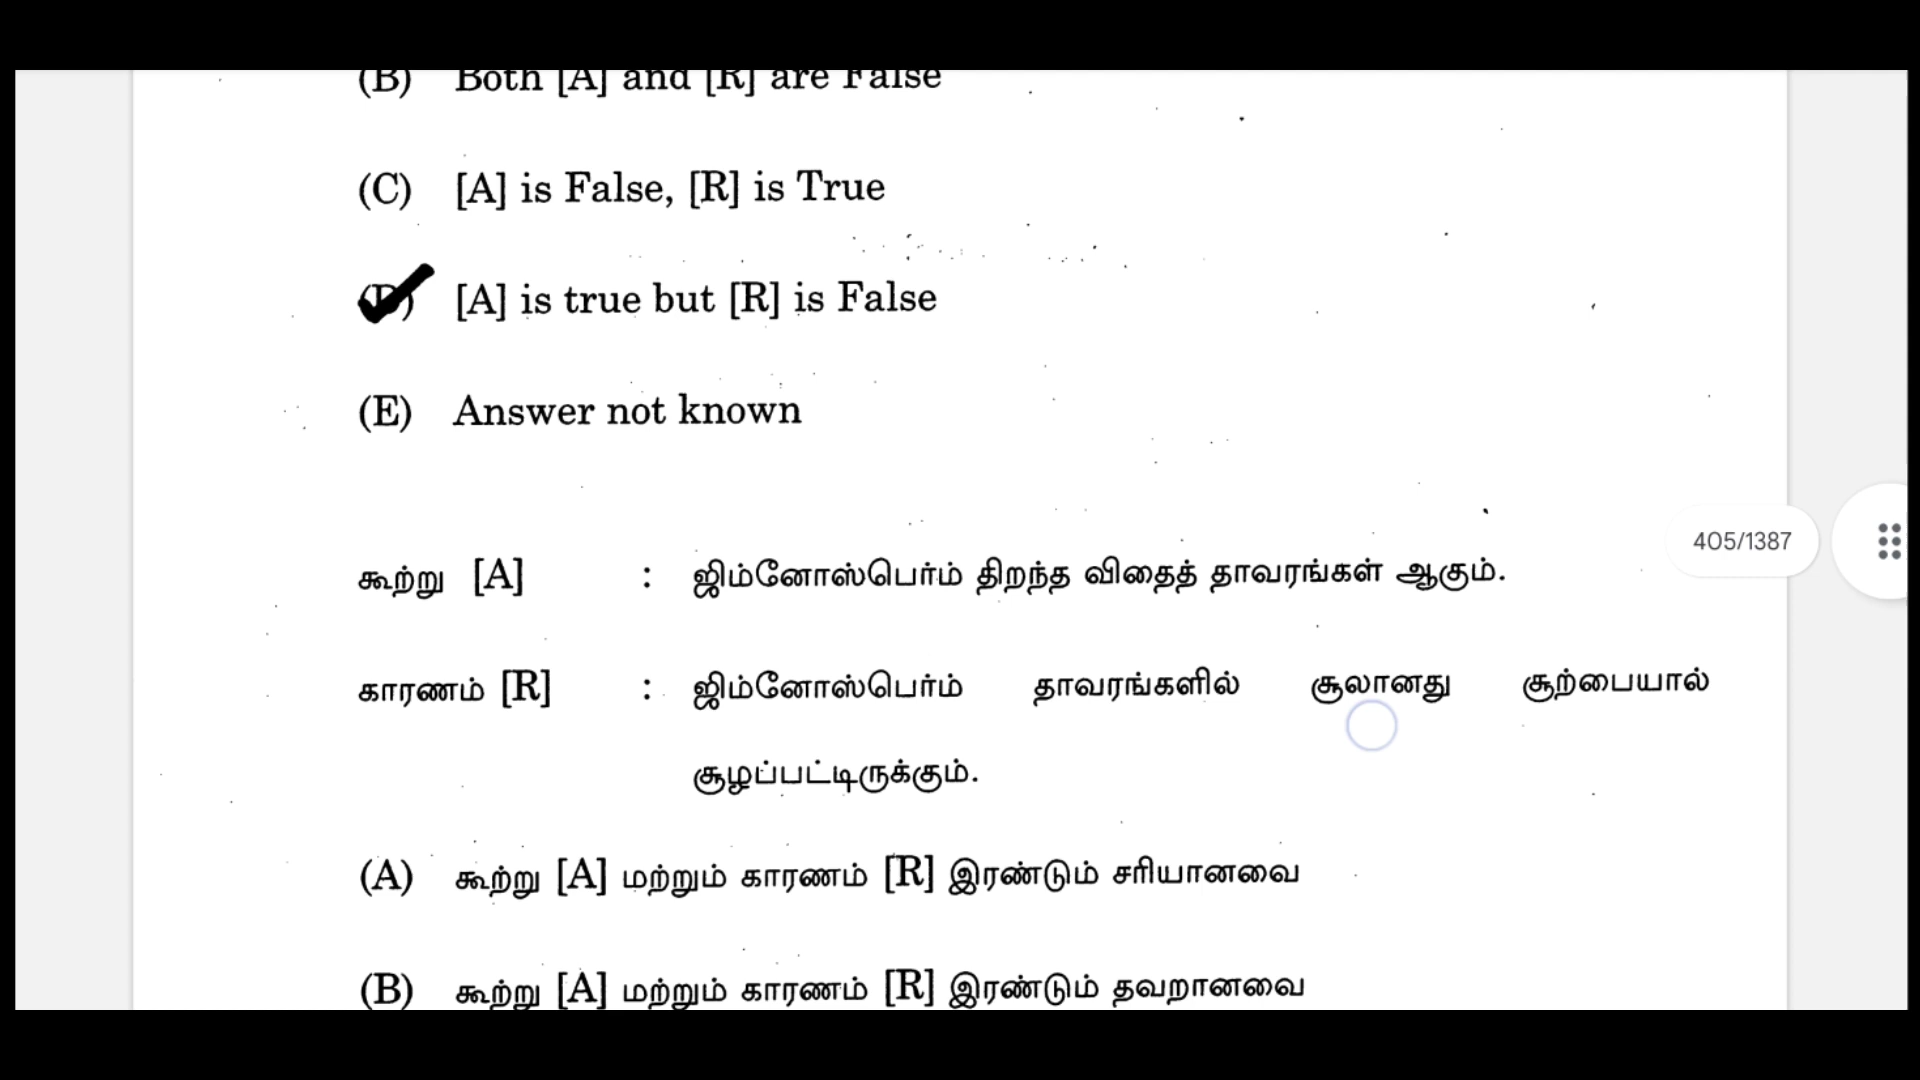 (B) Both [A] and [R] are False
(C) [A] is False, [R] is True
(D) [A] is true but [R] is False
(E) Answer not known
கூற்று [A] : ஜிம்னோஸ்பெர்ம் திறந்த விதைத் தாவரங்கள் ஆகும்.
405/1387
காரணம் [R] : ஜிம்னோஸ்பெர்ம் தாவரங்களில் சூலானது சூற்பையால்
சூழப்பட்டிருக்கும்.
(A) கூற்று [A] மற்றும் காரணம் [R] இரண்டும் சரியானவை
(B) கூற்று [A] மற்றும் காரணம் [R] இரண்டும் தவறானவை